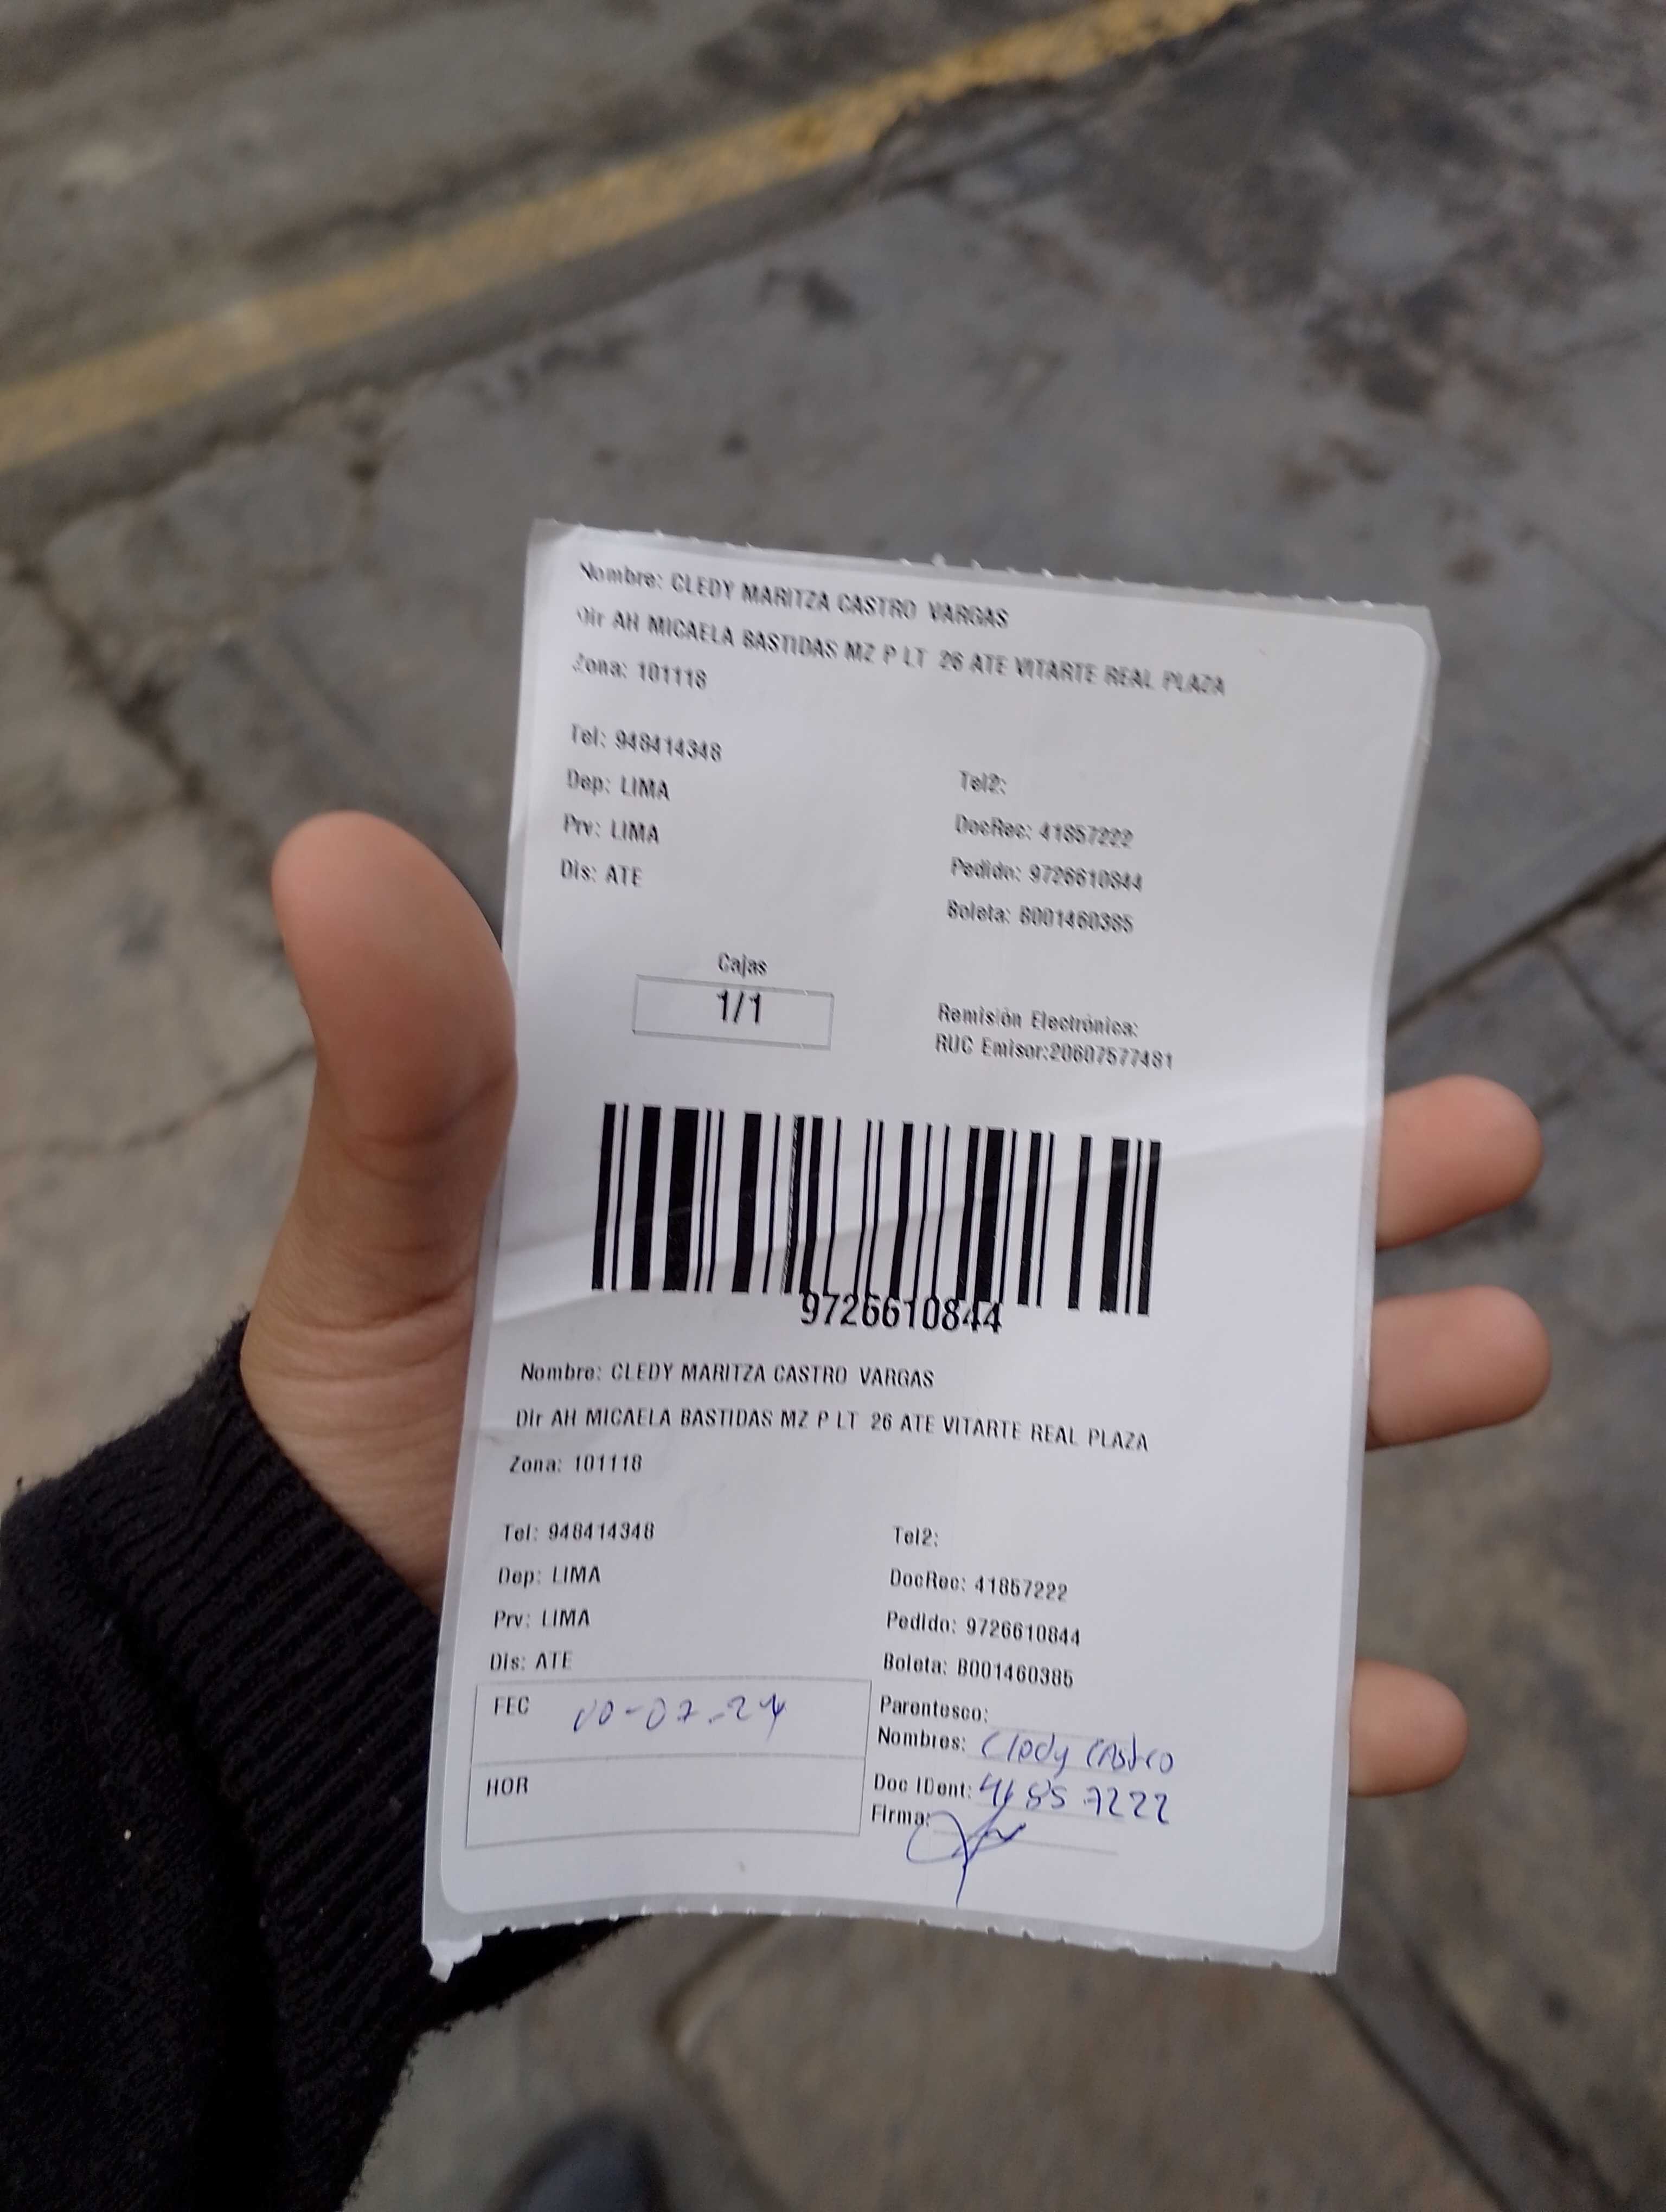 Nombre: CLEDY MARITZA CASTRO VARGAS
Dir AH MICAELA BASTIDAS MZ P LT 26 ATE VITARTE REAL PLAZA
Zona: 101118
Tel: 948414348
Tel2:
Dep: LIMA
DocRec: 41857222
Prv: LIMA
Pedido: 9726610844
Dis: ATE
Boleta: B001460385
Cajas
1/1
Remisión Electrónica:
RUC Emisor:20607577481
9726610844
Nombre: CLEDY MARITZA CASTRO VARGAS
Dir AH MICAELA BASTIDAS MZ P LT 26 ATE VITARTE REAL PLAZA
Zona: 101118
Tel: 948414348
Tel2:
Dep: LIMA
DocRec: 41857222
Prv: LIMA
Pedido: 9726610844
Dis: ATE
Boleta: B001460385
FEC
Parentesco:
Nombres: Cledy Castro
HOR
Doc IDent: 41857222
Firma: